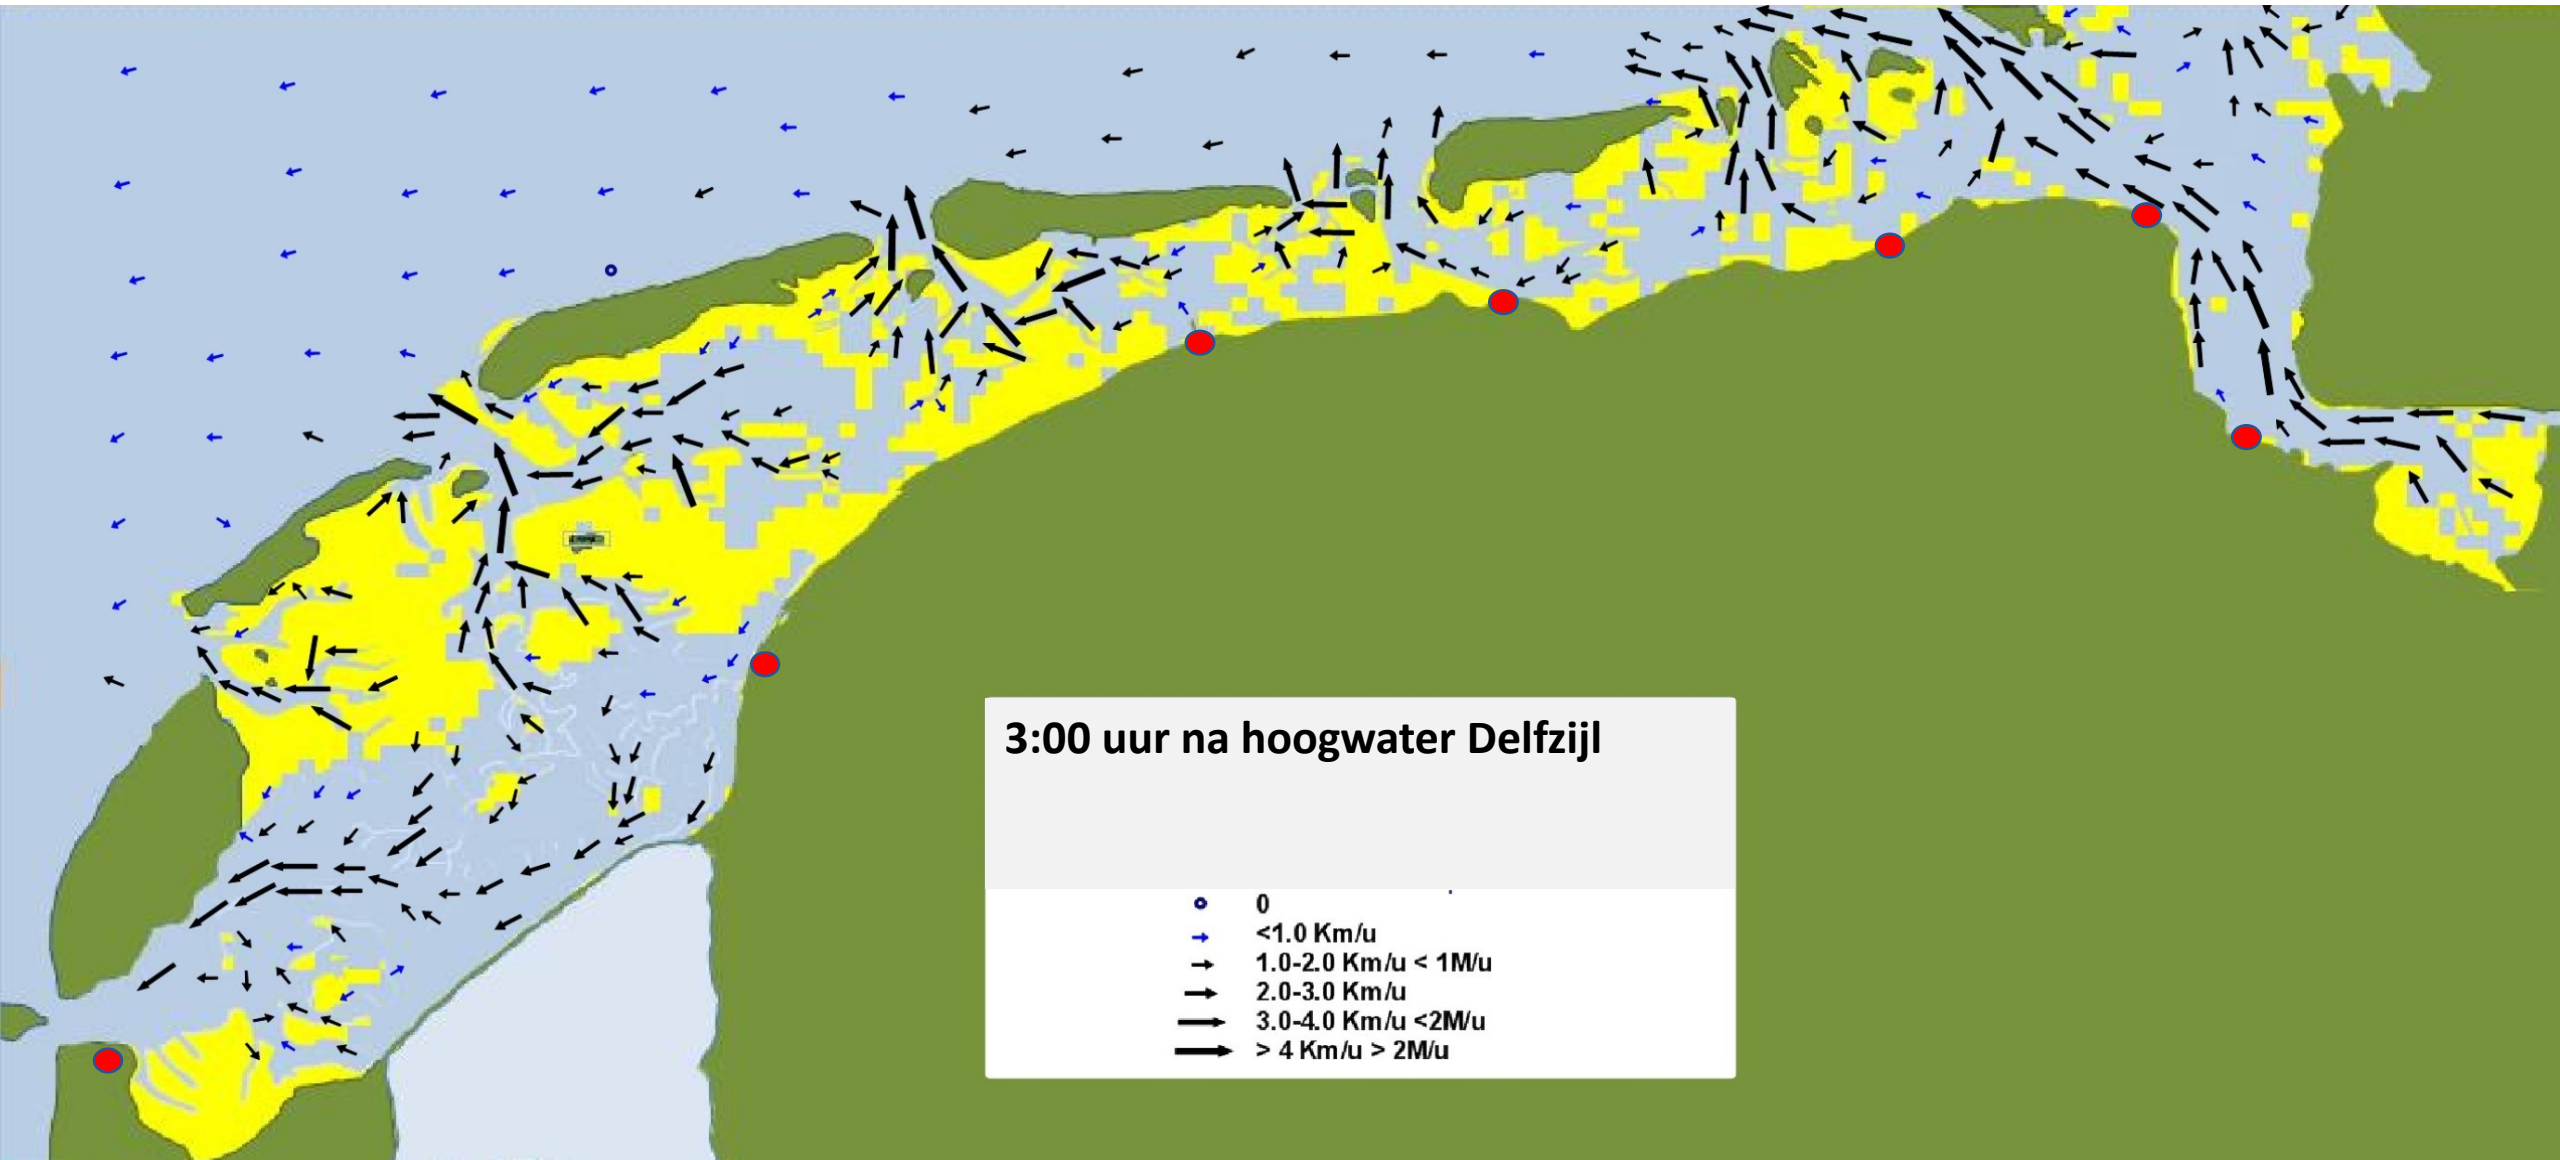 3:00 uur na hoogwater Delfzijl
0
<1.0 Km/u
1.0-2.0 Km/u < 1M/u
2.0-3.0 Km/u
3.0-4.0 Km/u <2M/u
> 4 Km/u > 2M/u